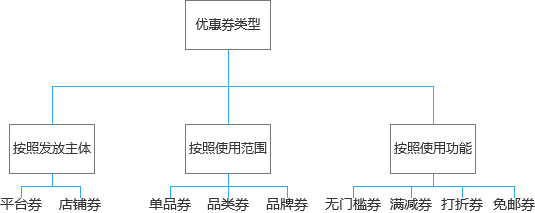 优惠券类型
按照发放主体 按照使用范围 按照使用功能
平台券 店铺券 单品券 品类券 品牌券 无门槛券 满减券 打折券 免邮券